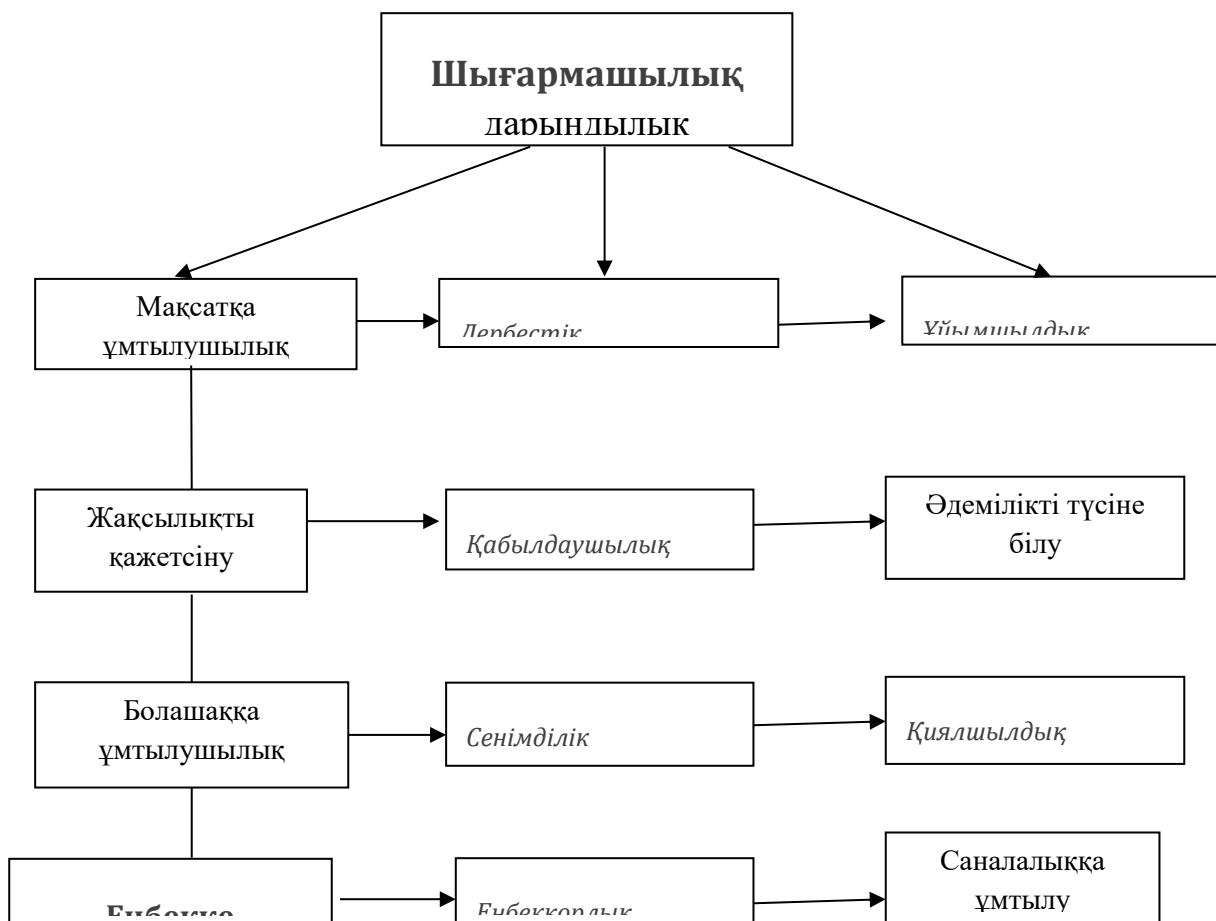 Шығармашылық
дарындылық
Мақсатқа
ұмтылушылық
Дербестік
Ұйымшылдық
Жақсылықты
қажетсіну
Қабылдаушылық
Әдемілікті түсіне
білу
Болашаққа
ұмтылушылық
Сенімділік
Қиялшылдық
Еңбекке
Еңбекқорлық
Саналалыққа
ұмтылу